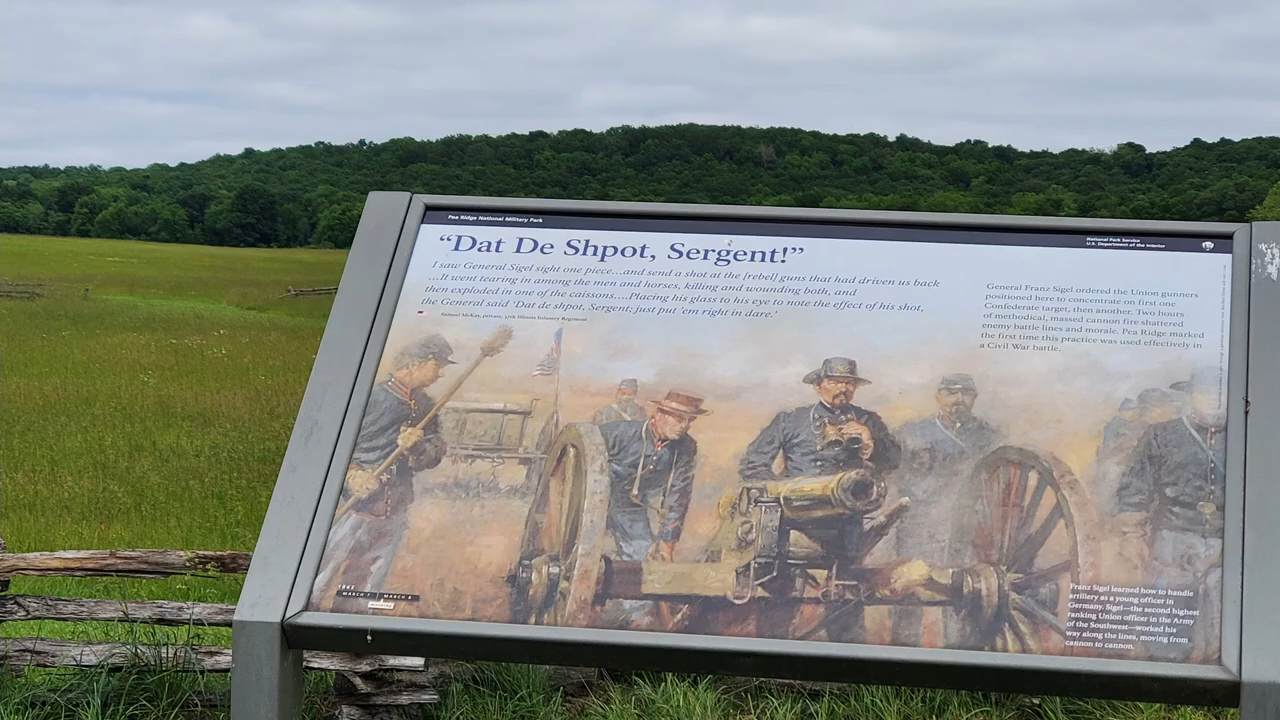 Pea Ridge National Military Park
National Park Service
U.S. Department of the Interior
“Dat De Shpot, Sergent!”
I saw General Sigel sight one piece…and send a shot at the [rebel] guns that had driven us back
…It went tearing in among the men and horses, killing and wounding both, and
then exploded in one of the caissons….Placing his glass to his eye to note the effect of his shot,
the General said ‘Dat de shpot, Sergent; just put ’em right in dare.’
Samuel McKay, private, 37th Illinois Infantry Regiment
General Franz Sigel ordered the Union gunners
positioned here to concentrate on first one
Confederate target, then another. Two hours
of methodical, massed cannon fire shattered
enemy battle lines and morale. Pea Ridge marked
the first time this practice was used effectively in
a Civil War battle.
1862
MARCH 7 MARCH 8
MORNING
Franz Sigel learned how to handle
artillery as a young officer in
Germany. Sigel—the second highest
ranking Union officer in the Army
of the Southwest—worked his
way along the lines, moving from
cannon to cannon.